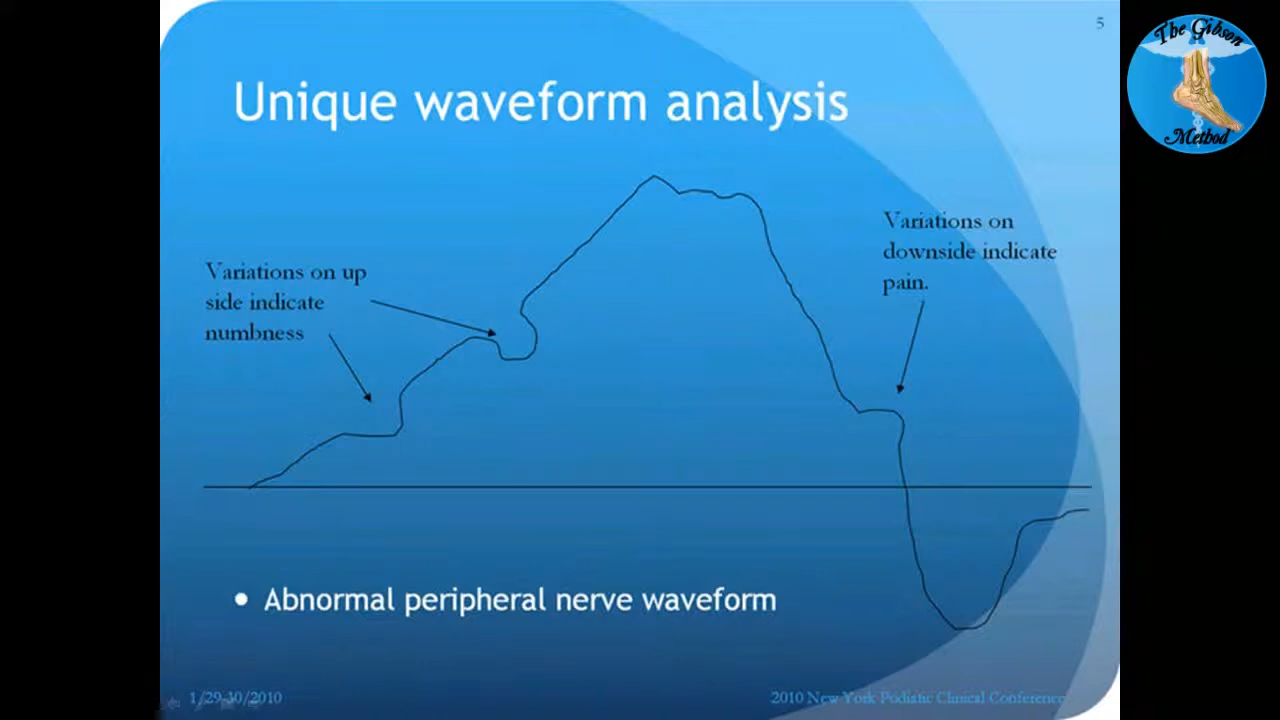 5
The Gibson
Method
Unique waveform analysis
Variations on up
side indicate
numbness
Variations on
downside indicate
pain.
• Abnormal peripheral nerve waveform
1/29-30/2010
2010 New York Podiatic Clinical Conference